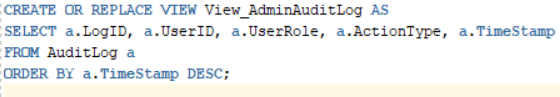 CREATE OR REPLACE VIEW View_AdminAuditLog AS
SELECT a.LogID, a.UserID, a.UserRole, a.ActionType, a.TimeStamp
FROM AuditLog a
ORDER BY a.TimeStamp DESC;